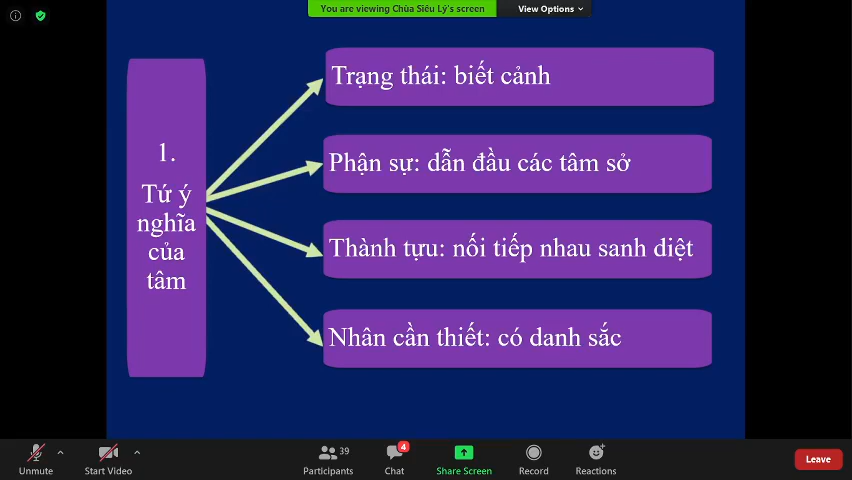 You are viewing Chùa Siêu Lý's screen
View Options
1.
Tứ ý
nghĩa
của
tâm
Trạng thái: biết cảnh
Phận sự: dẫn đầu các tâm sở
Thành tựu: nối tiếp nhau sanh diệt
Nhân cần thiết: có danh sắc
Unmute
Start Video
39
Participants
4
Chat
Share Screen
Record
Reactions
Leave